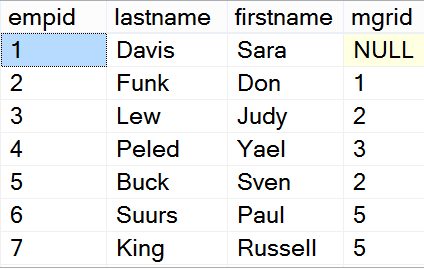 empid lastname firstname mgrid
1 Davis Sara NULL
2 Funk Don 1
3 Lew Judy 2
4 Peled Yael 3
5 Buck Sven 2
6 Suurs Paul 5
7 King Russell 5